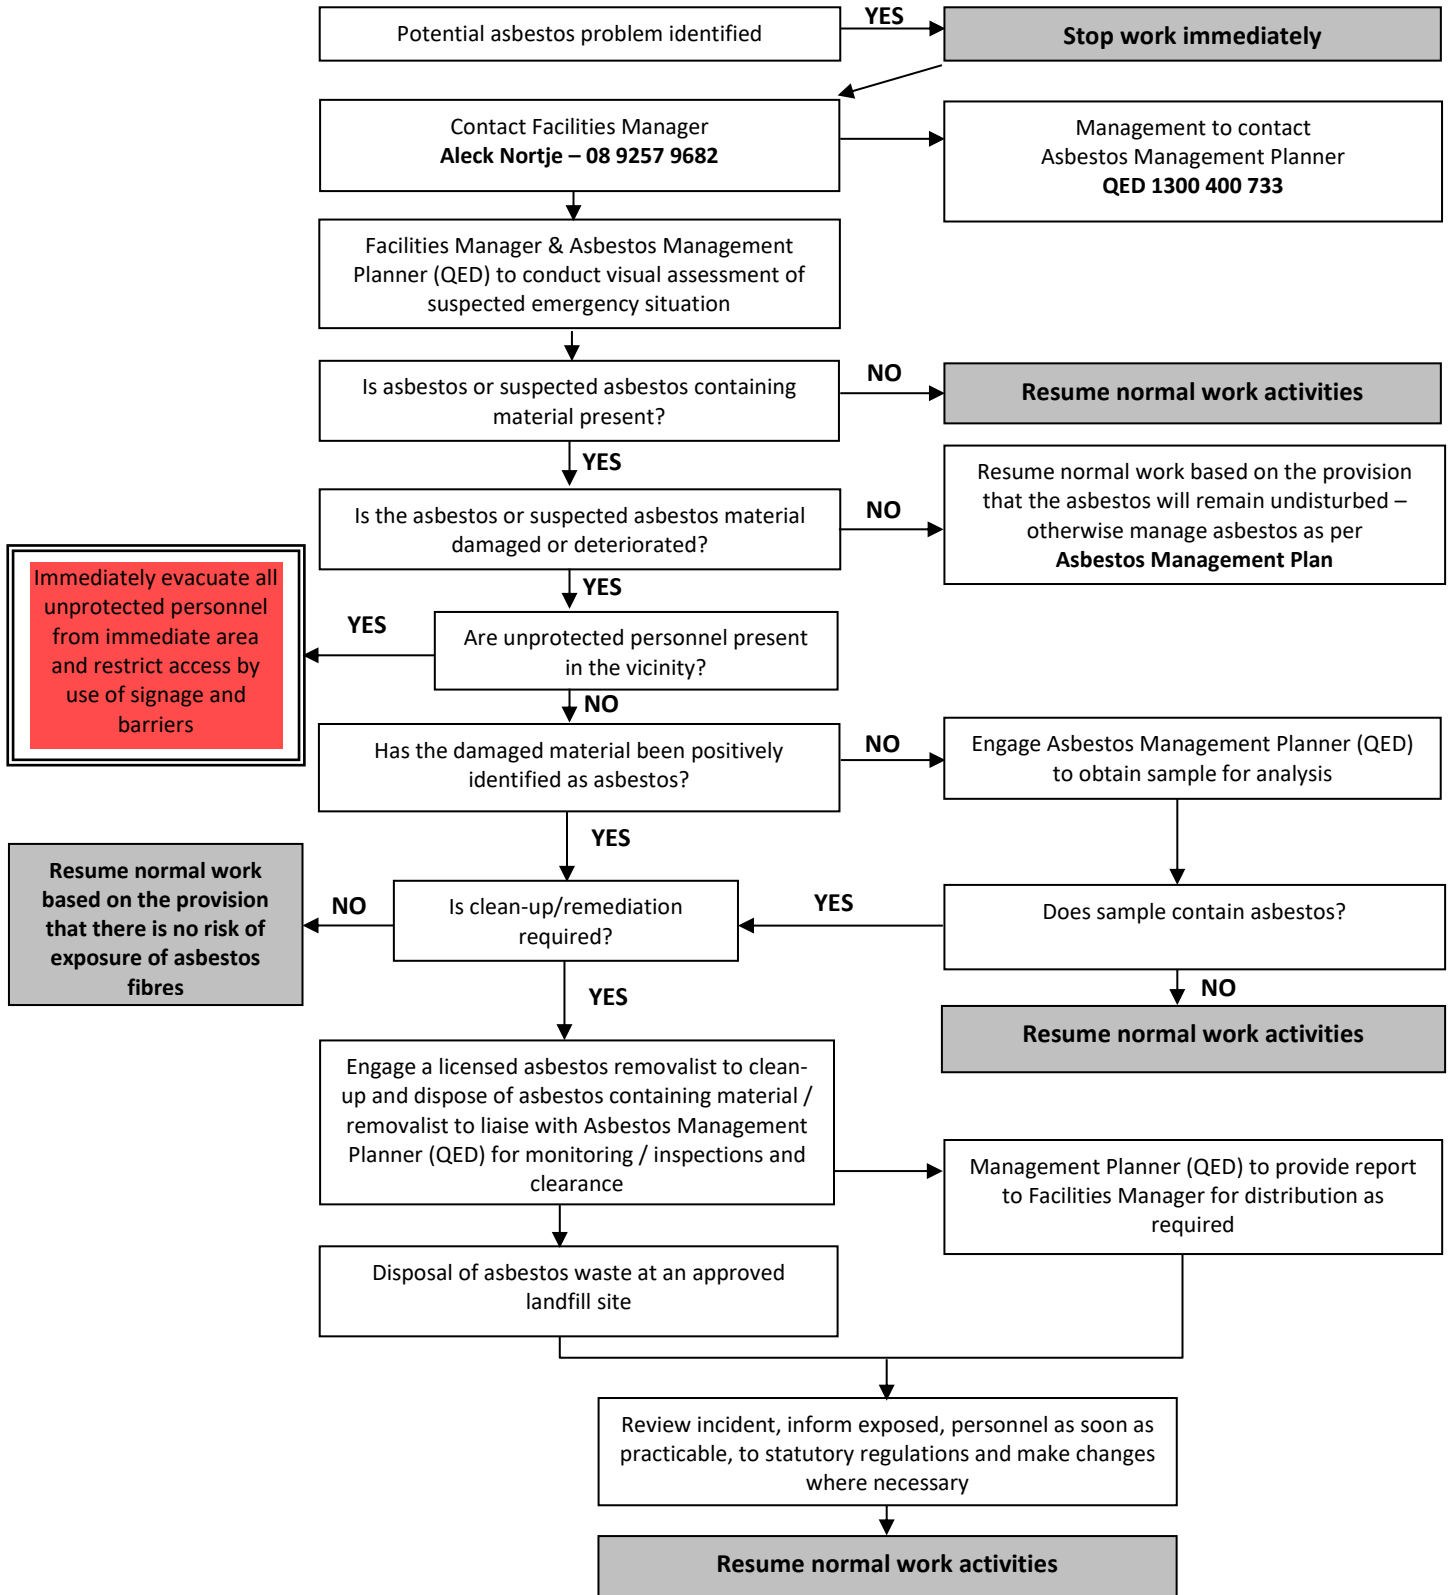 Potential asbestos problem identified
YES
Stop work immediately
Contact Facilities Manager
Aleck Nortje – 08 9257 9682
Management to contact
Asbestos Management Planner
QED 1300 400 733
Facilities Manager & Asbestos Management
Planner (QED) to conduct visual assessment of
suspected emergency situation
Is asbestos or suspected asbestos containing
material present?
NO
Resume normal work activities
YES
Is the asbestos or suspected asbestos material
damaged or deteriorated?
NO
Resume normal work based on the provision
that the asbestos will remain undisturbed –
otherwise manage asbestos as per
Asbestos Management Plan
YES
Are unprotected personnel present
in the vicinity?
YES
Immediately evacuate all
unprotected personnel
from immediate area
and restrict access by
use of signage and
barriers
NO
Has the damaged material been positively
identified as asbestos?
NO
Engage Asbestos Management Planner (QED)
to obtain sample for analysis
YES
Does sample contain asbestos?
YES
Is clean-up/remediation
required?
NO
Resume normal work
based on the provision
that there is no risk of
exposure of asbestos
fibres
NO
Resume normal work activities
YES
Engage a licensed asbestos removalist to clean-
up and dispose of asbestos containing material /
removalist to liaise with Asbestos Management
Planner (QED) for monitoring / inspections and
clearance
Management Planner (QED) to provide report
to Facilities Manager for distribution as
required
Disposal of asbestos waste at an approved
landfill site
Review incident, inform exposed, personnel as soon as
practicable, to statutory regulations and make changes
where necessary
Resume normal work activities